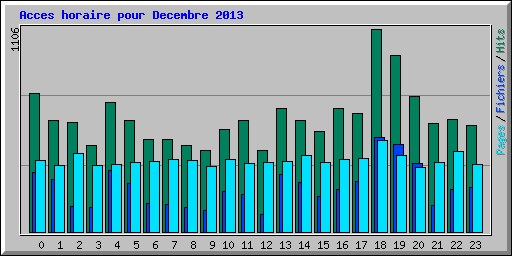 Acces horaire pour Decembre 2013
1106
Pages / Fichiers / Hits
0 1 2 3 4 5 6 7 8 9 10 11 12 13 14 15 16 17 18 19 20 21 22 23